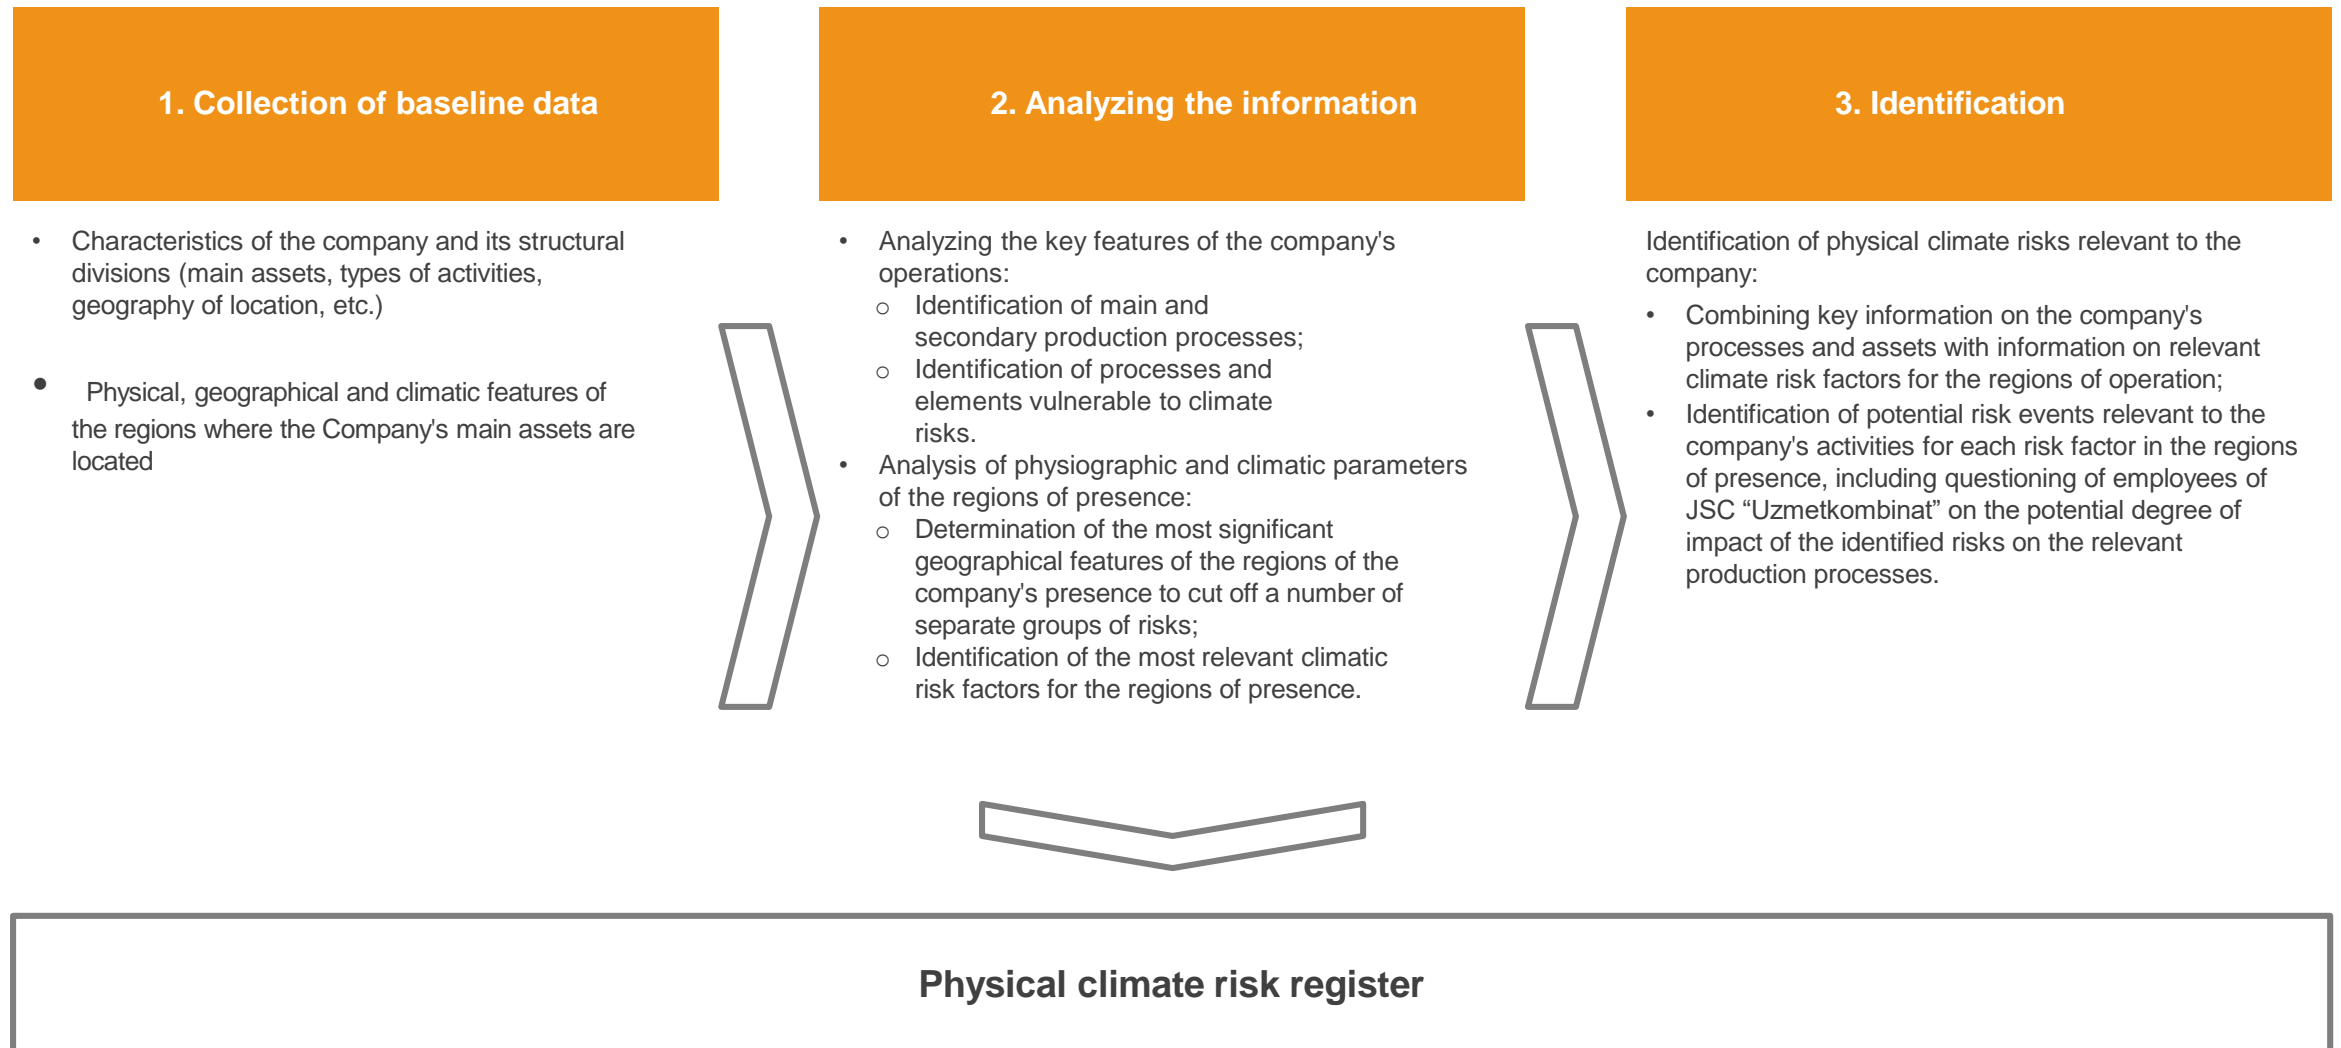 1. Collection of baseline data
• Characteristics of the company and its structural
divisions (main assets, types of activities,
geography of location, etc.)
• Physical, geographical and climatic features of
the regions where the Company's main assets are
located
2. Analyzing the information
• Analyzing the key features of the company's
operations:
o Identification of main and
secondary production processes;
o Identification of processes and
elements vulnerable to climate
risks.
• Analysis of physiographic and climatic parameters
of the regions of presence:
o Determination of the most significant
geographical features of the regions of the
company's presence to cut off a number of
separate groups of risks;
o Identification of the most relevant climatic
risk factors for the regions of presence.
3. Identification
Identification of physical climate risks relevant to the
company:
• Combining key information on the company's
processes and assets with information on relevant
climate risk factors for the regions of operation;
• Identification of potential risk events relevant to the
company's activities for each risk factor in the regions
of presence, including questioning of employees of
JSC “Uzmetkombinat” on the potential degree of
impact of the identified risks on the relevant
production processes.
Physical climate risk register